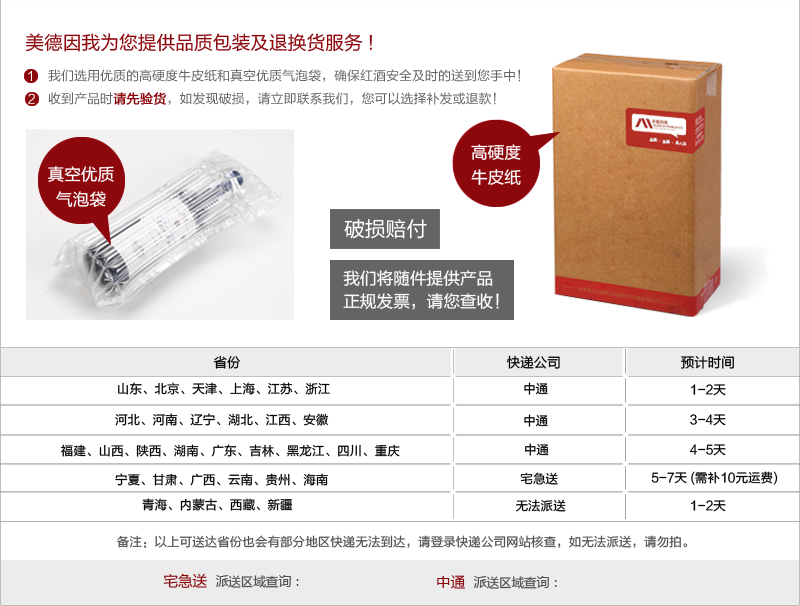 美德因我为您提供品质包装及退换货服务！
1 我们选用优质的高硬度牛皮纸和真空优质气泡袋，确保红酒安全及时的送到您手中！
2 收到产品时请先验货，如发现破损，请立即联系我们，您可以选择补发或退款！
真空优质
气泡袋
高硬度
牛皮纸
破损赔付
我们将随件提供产品
正规发票，请您查收！
省份 快递公司 预计时间
山东、北京、天津、上海、江苏、浙江 中通 1-2天
河北、河南、辽宁、湖北、江西、安徽 中通 3-4天
福建、山西、陕西、湖南、广东、吉林、黑龙江、四川、重庆 中通 4-5天
宁夏、甘肃、广西、云南、贵州、海南 宅急送 5-7天 (需补10元运费)
青海、内蒙古、西藏、新疆 无法派送 1-2天
备注：以上可送达省份也会有部分地区快递无法到达，请登录快递公司网站核查，如无法派送，请勿拍。
宅急送 派送区域查询： 中通 派送区域查询：